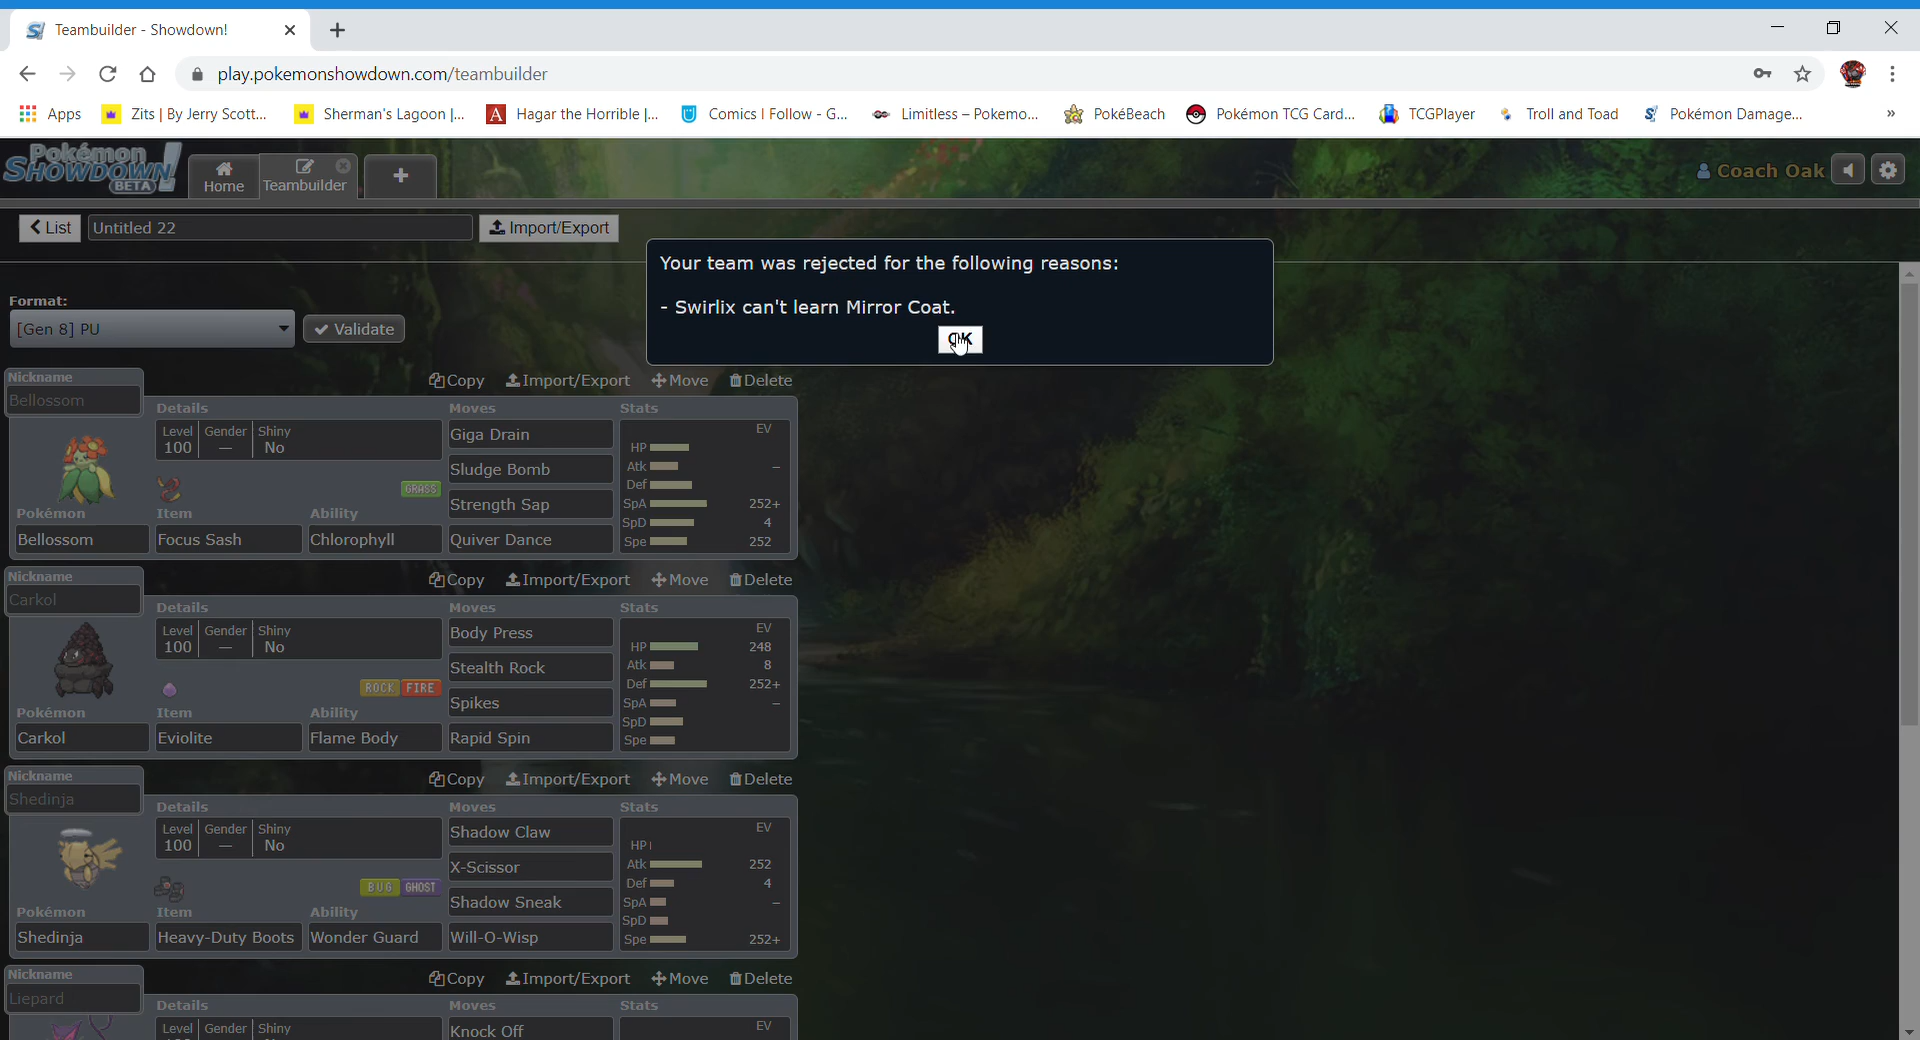 Teambuilder - Showdown!
play.pokemonshowdown.com/teambuilder
Apps
Zits | By Jerry Scott...
Sherman's Lagoon |...
Hagar the Horrible |...
Comics I Follow - G...
Limitless – Pokemo...
PokéBeach
Pokémon TCG Card...
TCGPlayer
Troll and Toad
Pokémon Damage...
»
Pokémon
SHOWDOWN!
BETA
Home
Teambuilder
Coach Oak
List
Untitled 22
Import/Export
Your team was rejected for the following reasons:
- Swirlix can't learn Mirror Coat.
OK
Format:
[Gen 8] PU
Validate
Nickname
Bellossom
Copy Import/Export Move Delete
Details Moves Stats
Level Gender Shiny
100 — No
Giga Drain
Sludge Bomb
Strength Sap
Quiver Dance
EV
HP
Atk –
Def
SpA 252+
SpD 4
Spe 252
GRASS
Pokémon Item Ability
Bellossom Focus Sash Chlorophyll
Nickname
Carkol
Copy Import/Export Move Delete
Details Moves Stats
Level Gender Shiny
100 — No
Body Press
Stealth Rock
Spikes
Rapid Spin
EV
HP 248
Atk 8
Def 252+
SpA –
SpD
Spe
ROCK FIRE
Pokémon Item Ability
Carkol Eviolite Flame Body
Nickname
Shedinja
Copy Import/Export Move Delete
Details Moves Stats
Level Gender Shiny
100 — No
Shadow Claw
X-Scissor
Shadow Sneak
Will-O-Wisp
EV
HP
Atk 252
Def 4
SpA –
SpD
Spe 252+
BUG GHOST
Pokémon Item Ability
Shedinja Heavy-Duty Boots Wonder Guard
Nickname
Liepard
Copy Import/Export Move Delete
Details Moves Stats
Level Gender Shiny
Knock Off
EV